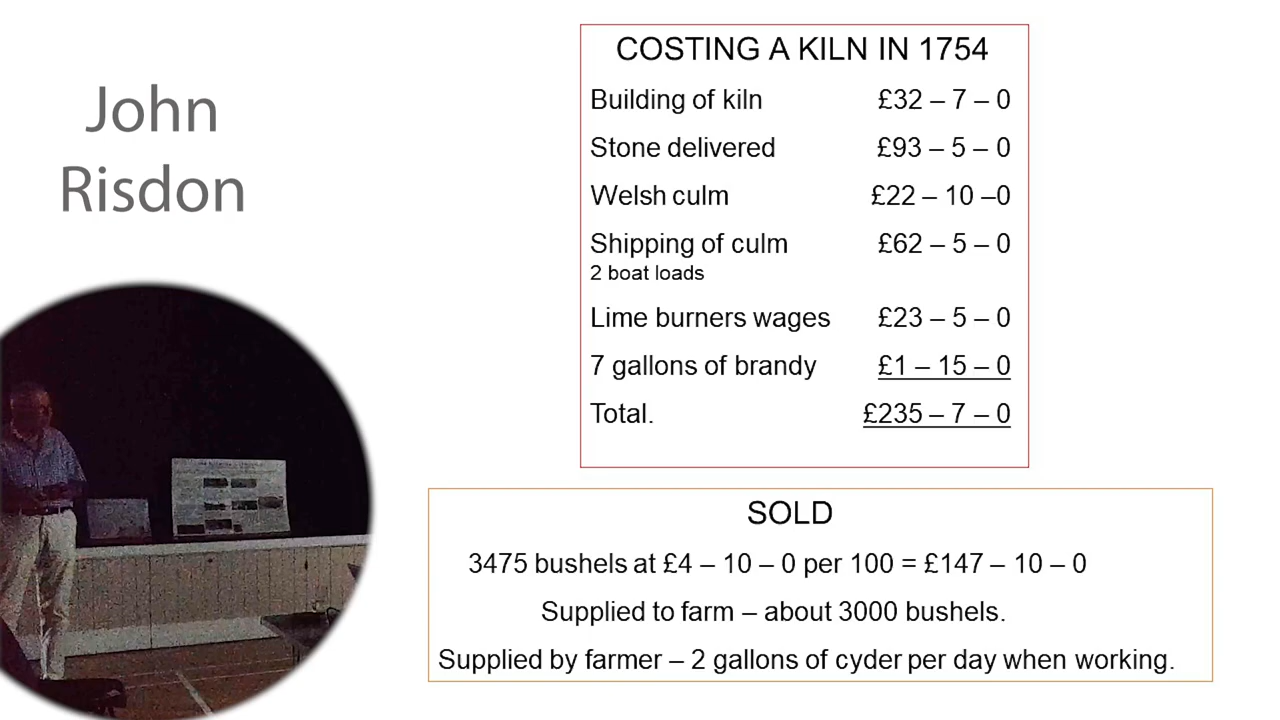 John
Risdon
COSTING A KILN IN 1754
Building of kiln £32 – 7 – 0
Stone delivered £93 – 5 – 0
Welsh culm £22 – 10 –0
Shipping of culm £62 – 5 – 0
2 boat loads
Lime burners wages £23 – 5 – 0
7 gallons of brandy £1 – 15 – 0
Total. £235 – 7 – 0
SOLD
3475 bushels at £4 – 10 – 0 per 100 = £147 – 10 – 0
Supplied to farm – about 3000 bushels.
Supplied by farmer – 2 gallons of cyder per day when working.